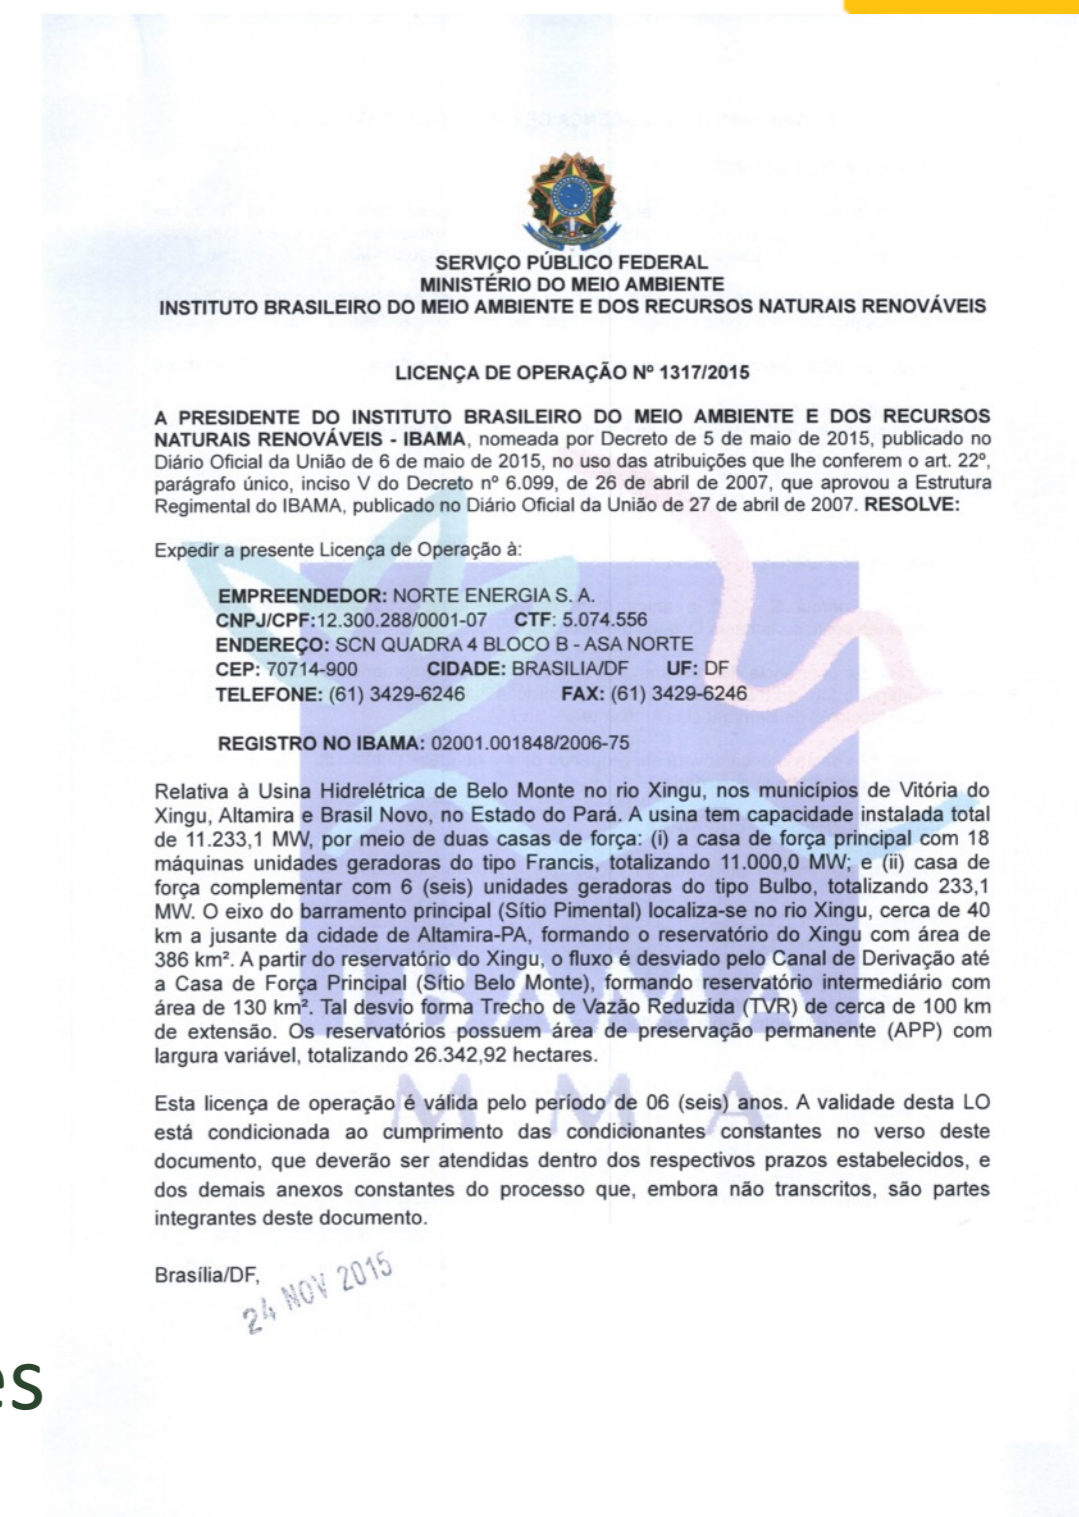 SERVIÇO PÚBLICO FEDERAL
MINISTÉRIO DO MEIO AMBIENTE
INSTITUTO BRASILEIRO DO MEIO AMBIENTE E DOS RECURSOS NATURAIS RENOVÁVEIS
LICENÇA DE OPERAÇÃO Nº 1317/2015
A PRESIDENTE DO INSTITUTO BRASILEIRO DO MEIO AMBIENTE E DOS RECURSOS
NATURAIS RENOVÁVEIS - IBAMA, nomeada por Decreto de 5 de maio de 2015, publicado no
Diário Oficial da União de 6 de maio de 2015, no uso das atribuições que lhe conferem o art. 22º,
parágrafo único, inciso V do Decreto nº 6.099, de 26 de abril de 2007, que aprovou a Estrutura
Regimental do IBAMA, publicado no Diário Oficial da União de 27 de abril de 2007. RESOLVE:
Expedir a presente Licença de Operação à:
EMPREENDEDOR: NORTE ENERGIA S. A.
CNPJ/CPF:12.300.288/0001-07 CTF: 5.074.556
ENDEREÇO: SCN QUADRA 4 BLOCO B - ASA NORTE
CEP: 70714-900 CIDADE: BRASILIA/DF UF: DF
TELEFONE: (61) 3429-6246 FAX: (61) 3429-6246
REGISTRO NO IBAMA: 02001.001848/2006-75
Relativa à Usina Hidrelétrica de Belo Monte no rio Xingu, nos municípios de Vitória do
Xingu, Altamira e Brasil Novo, no Estado do Pará. A usina tem capacidade instalada total
de 11.233,1 MW, por meio de duas casas de força: (i) a casa de força principal com 18
máquinas unidades geradoras do tipo Francis, totalizando 11.000,0 MW; e (ii) casa de
força complementar com 6 (seis) unidades geradoras do tipo Bulbo, totalizando 233,1
MW. O eixo do barramento principal (Sítio Pimental) localiza-se no rio Xingu, cerca de 40
km a jusante da cidade de Altamira-PA, formando o reservatório do Xingu com área de
386 km². A partir do reservatório do Xingu, o fluxo é desviado pelo Canal de Derivação até
a Casa de Força Principal (Sítio Belo Monte), formando reservatório intermediário com
área de 130 km². Tal desvio forma Trecho de Vazão Reduzida (TVR) de cerca de 100 km
de extensão. Os reservatórios possuem área de preservação permanente (APP) com
largura variável, totalizando 26.342,92 hectares.
IBAMA
M M A
Esta licença de operação é válida pelo período de 06 (seis) anos. A validade desta LO
está condicionada ao cumprimento das condicionantes constantes no verso deste
documento, que deverão ser atendidas dentro dos respectivos prazos estabelecidos, e
dos demais anexos constantes do processo que, embora não transcritos, são partes
integrantes deste documento.
Brasília/DF,
24 NOV 2015
es